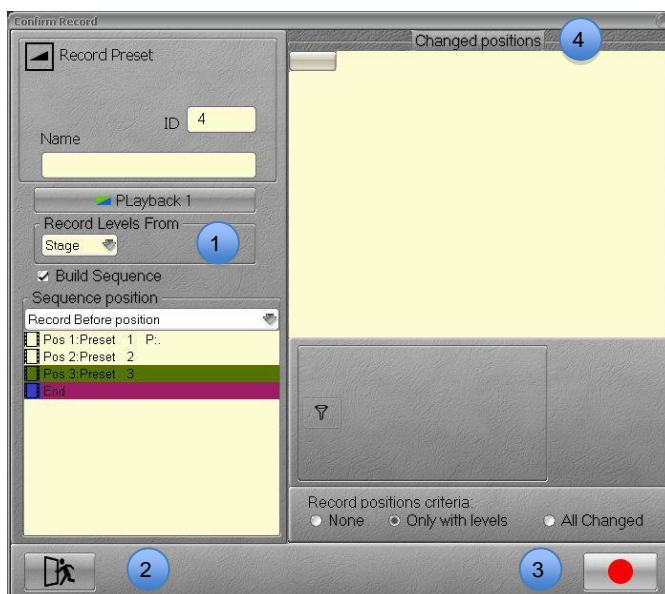 Confirm Record
Record Preset
ID 4
Name
PLayback 1
Record Levels From
Stage
1
Build Sequence
Sequence position
Record Before position
Pos 1:Preset 1 P:.
Pos 2:Preset 2
Pos 3:Preset 3
End
2
Changed positions
4
Record positions criteria:
None Only with levels All Changed
3